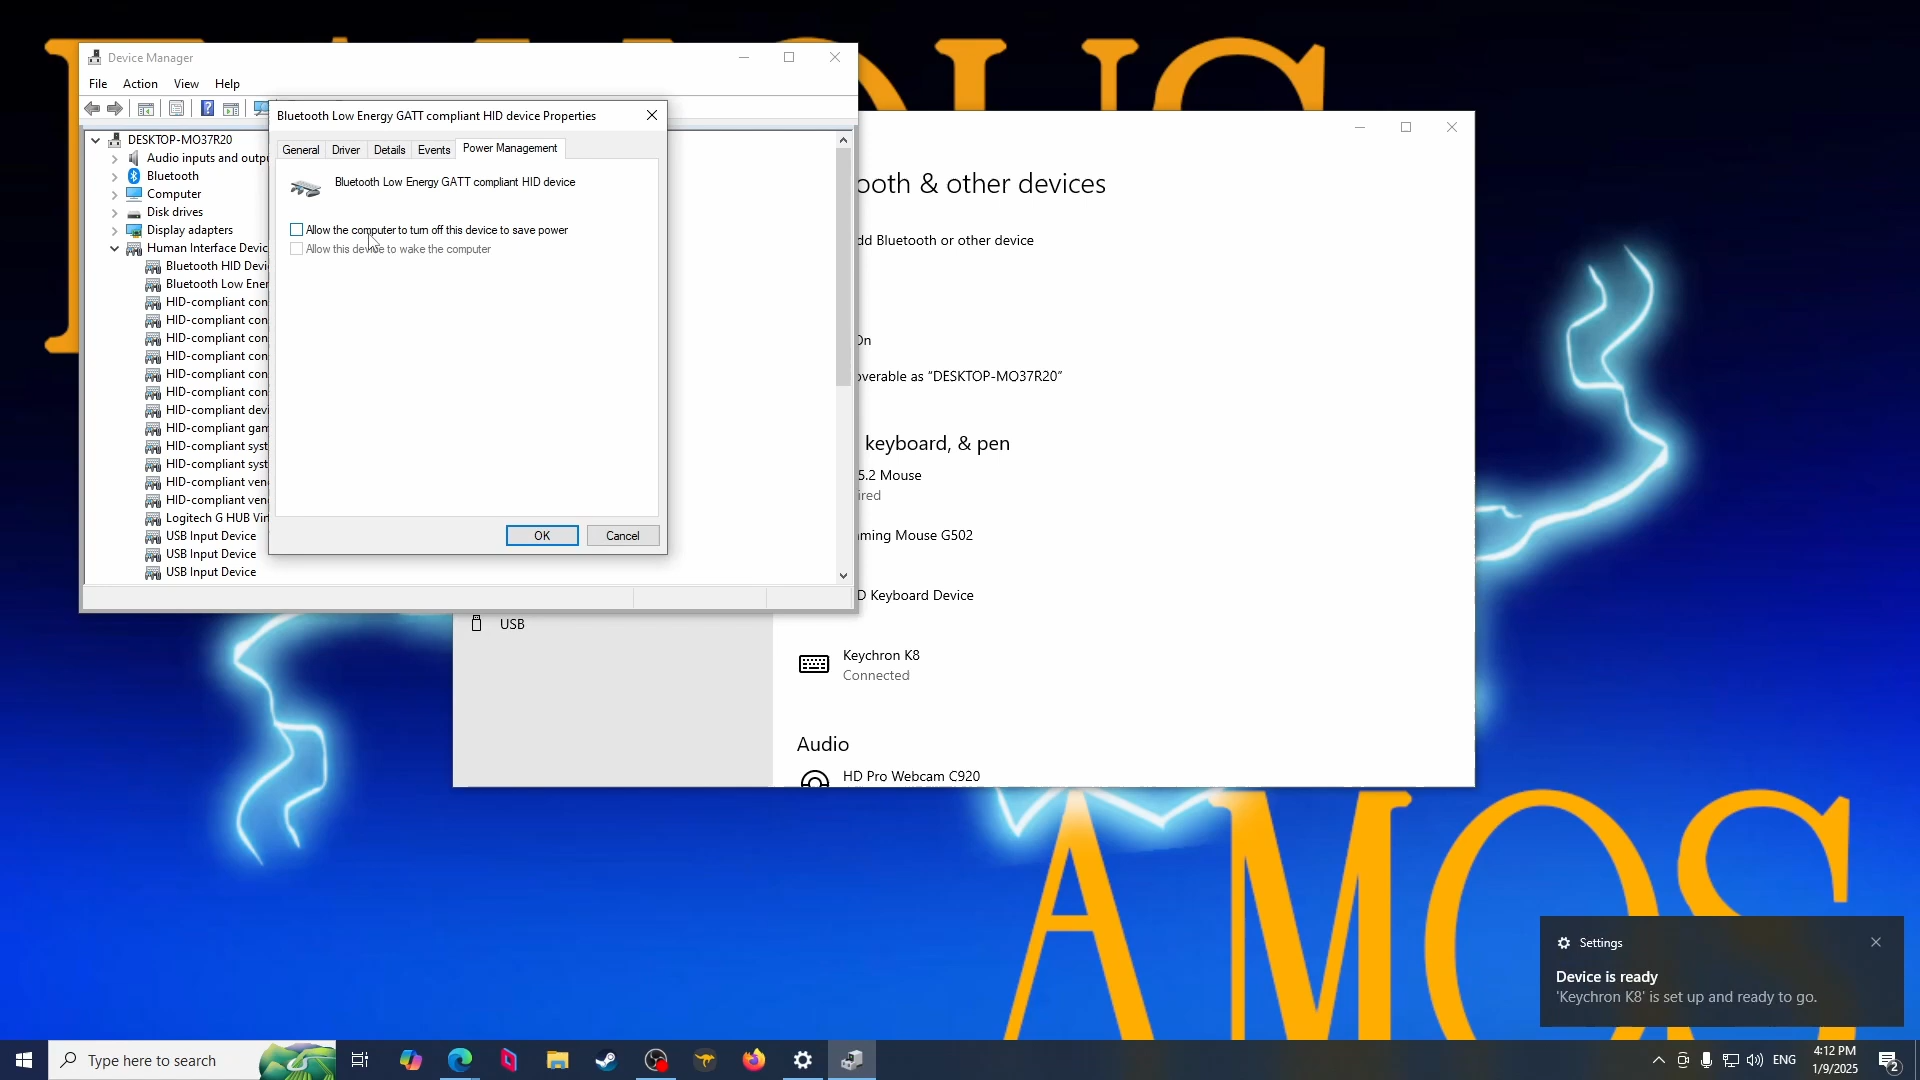 Device Manager
File Action View Help
DESKTOP-MO37R20
Audio inputs and outpu
Bluetooth
Computer
Disk drives
Display adapters
Human Interface Devic
Bluetooth HID Devi
Bluetooth Low Ener
HID-compliant con
HID-compliant con
HID-compliant con
HID-compliant con
HID-compliant con
HID-compliant con
HID-compliant devi
HID-compliant gam
HID-compliant syst
HID-compliant syst
HID-compliant ven
HID-compliant ven
Logitech G HUB Virt
USB Input Device
USB Input Device
USB Input Device
Bluetooth Low Energy GATT compliant HID device Properties
General Driver Details Events Power Management
Bluetooth Low Energy GATT compliant HID device
Allow the computer to turn off this device to save power
Allow this device to wake the computer
OK Cancel
ooth & other devices
dd Bluetooth or other device
On
overable as “DESKTOP-MO37R20”
keyboard, & pen
5.2 Mouse
ired
aming Mouse G502
D Keyboard Device
USB
Keychron K8
Connected
Audio
HD Pro Webcam C920
AMOS
Settings
Device is ready
'Keychron K8' is set up and ready to go.
Type here to search
ENG
4:12 PM
1/9/2025
2